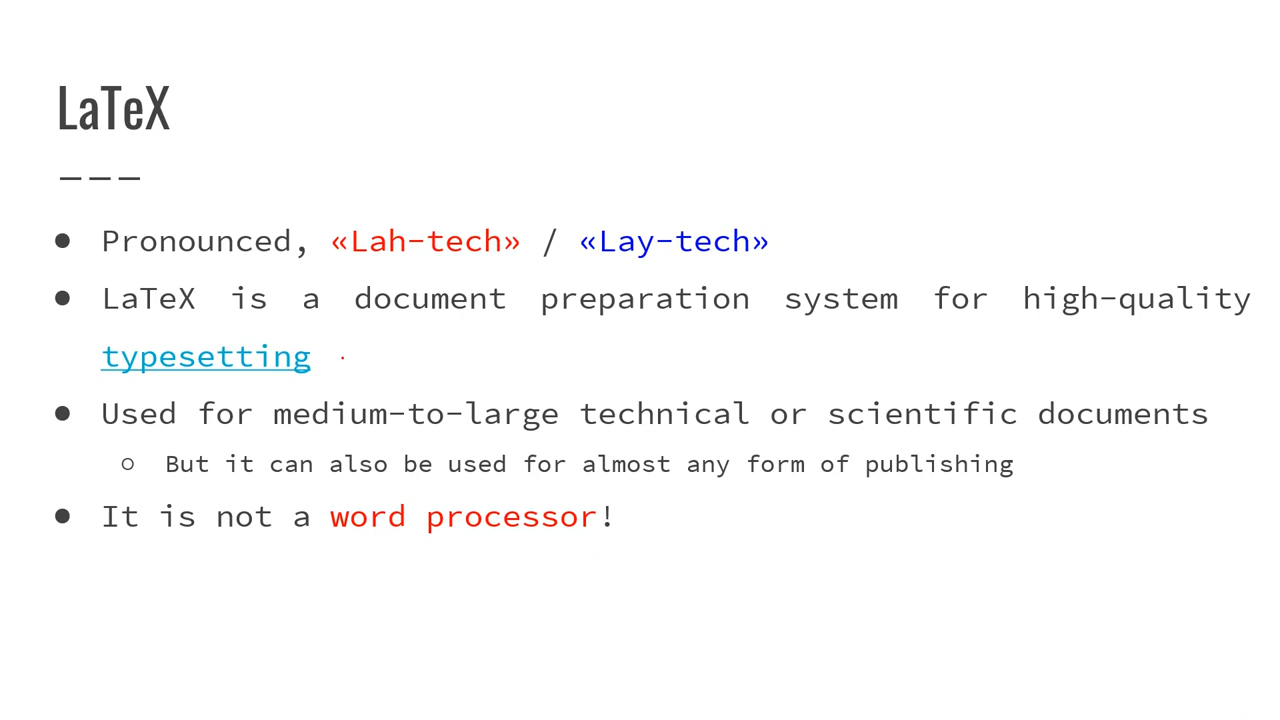 LaTeX
———
● Pronounced, «Lah-tech» / «Lay-tech»
● LaTeX is a document preparation system for high-quality
typesetting
● Used for medium-to-large technical or scientific documents
○ But it can also be used for almost any form of publishing
● It is not a word processor!